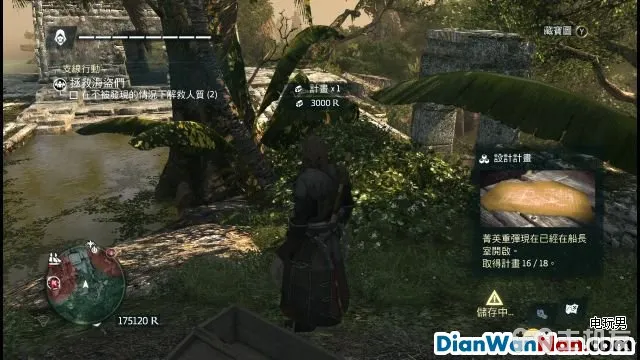 藏寶圖 Y
支線行動
拯救海盜們
在不被發現的情況下解救人質 (2)
計畫 x 1
3000 R
設計計畫
菁英重彈現在已經在船長
室開啟。
取得計畫 16 / 18。
儲存中...
175120 R
电玩男
DianWanNan.com